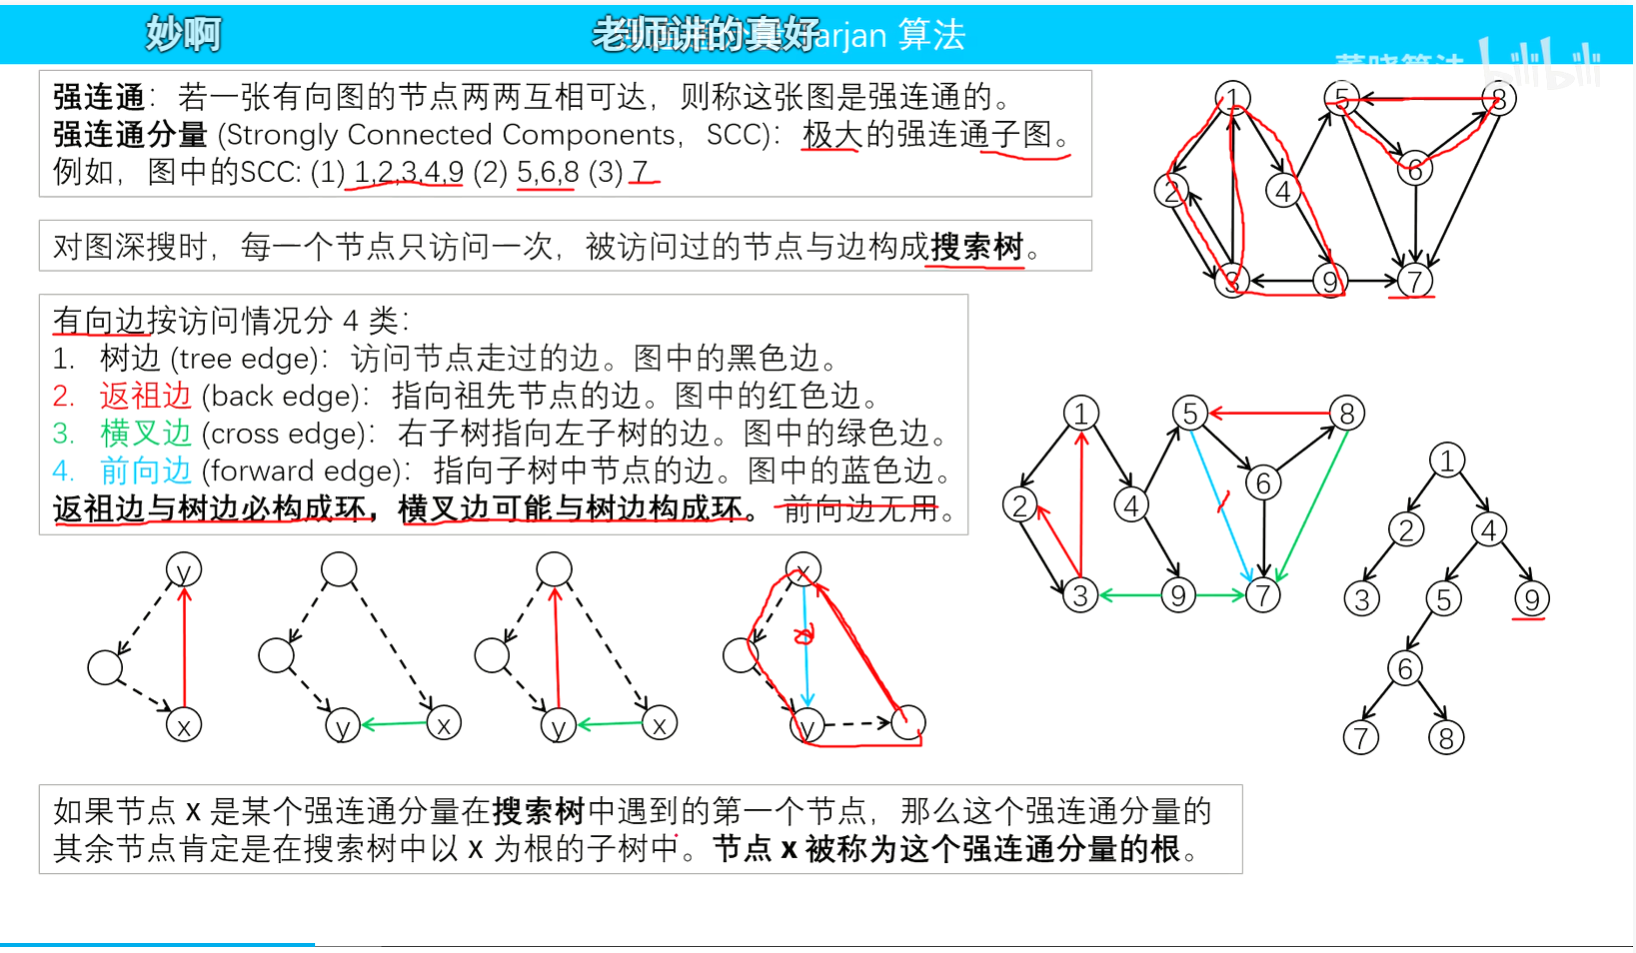 妙啊
老师讲的真好
arjan 算法
bilibili
强连通：若一张有向图的节点两两互相可达，则称这张图是强连通的。
强连通分量 (Strongly Connected Components，SCC)：极大的强连通子图。
例如，图中的SCC: (1) 1,2,3,4,9 (2) 5,6,8 (3) 7
对图深搜时，每一个节点只访问一次，被访问过的节点与边构成搜索树。
有向边按访问情况分 4 类：
1. 树边 (tree edge)：访问节点走过的边。图中的黑色边。
2. 返祖边 (back edge)：指向祖先节点的边。图中的红色边。
3. 横叉边 (cross edge)：右子树指向左子树的边。图中的绿色边。
4. 前向边 (forward edge)：指向子树中节点的边。图中的蓝色边。
返祖边与树边必构成环，横叉边可能与树边构成环。前向边无用。
1 5 8
6
2 4
3 9 7
1 5 8
6
2 4
3 9 7
1
2 4
3 5 9
6
7 8
y
x
y x
y x
x
y
如果节点 x 是某个强连通分量在搜索树中遇到的第一个节点，那么这个强连通分量的
其余节点肯定是在搜索树中以 x 为根的子树中。节点 x 被称为这个强连通分量的根。